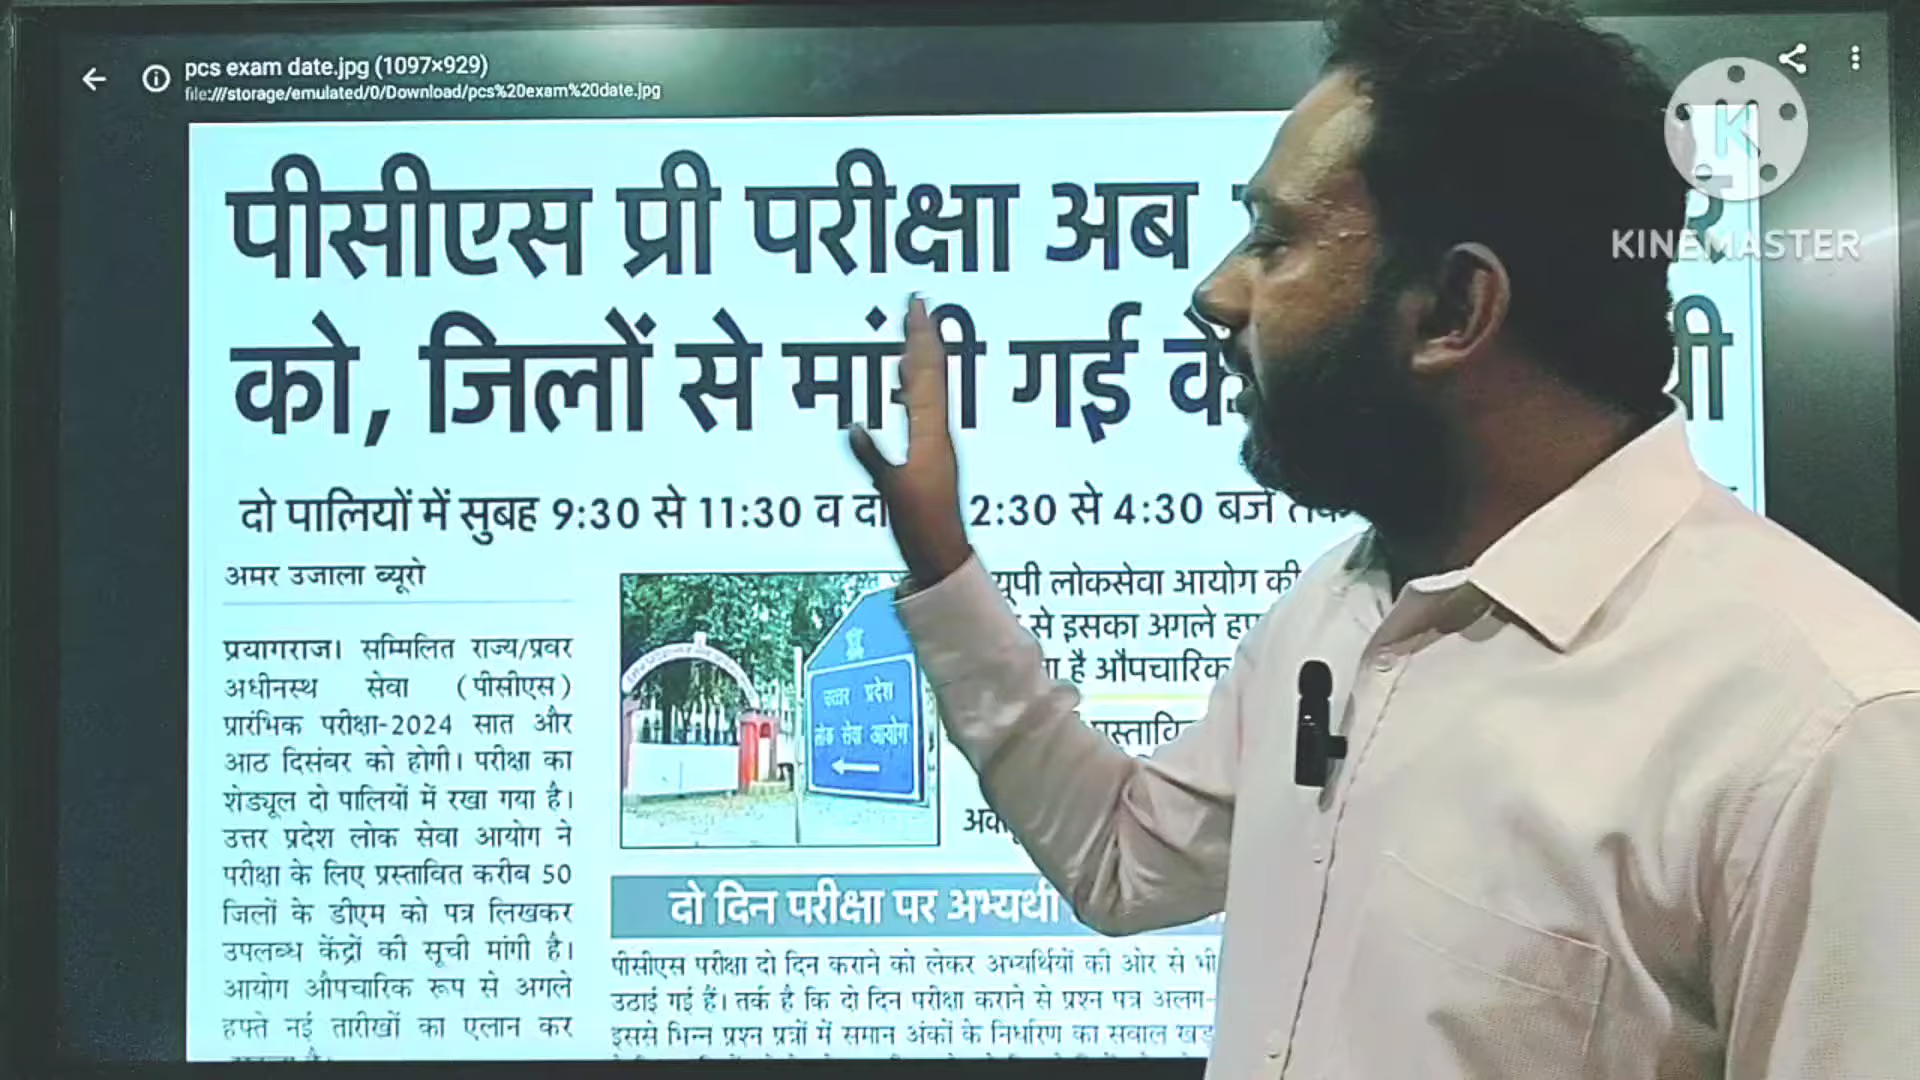 pcs exam date.jpg (1097×929)
file:///storage/emulated/0/Download/pcs%20exam%20date.jpg
KINEMASTER
पीसीएस प्री परीक्षा अब
को, जिलों से मांगी गई
दो पालियों में सुबह 9:30 से 11:30 व 2:30 से 4:30 बजे तक
अमर उजाला ब्यूरो
प्रयागराज। सम्मिलित राज्य/प्रवर
अधीनस्थ सेवा (पीसीएस)
प्रारंभिक परीक्षा-2024 सात और
आठ दिसंबर को होगी। परीक्षा का
शेड्यूल दो पालियों में रखा गया है।
उत्तर प्रदेश लोक सेवा आयोग ने
परीक्षा के लिए प्रस्तावित करीब 50
जिलों के डीएम को पत्र लिखकर
उपलब्ध केंद्रों की सूची मांगी है।
आयोग औपचारिक रूप से अगले
हफ्ते नई तारीखों का एलान कर
उत्तर प्रदेश
लोक सेवा आयोग
यूपी लोकसेवा आयोग की
से इसका अगले
है औपचारिक
दो दिन परीक्षा पर अभ्यर्थी
पीसीएस परीक्षा दो दिन कराने को लेकर अभ्यर्थियों की ओर से भी
उठाई गई हैं। तर्क है कि दो दिन परीक्षा कराने से प्रश्न पत्र अलग-
इससे भिन्न प्रश्न पत्रों में समान अंकों के निर्धारण का सवाल